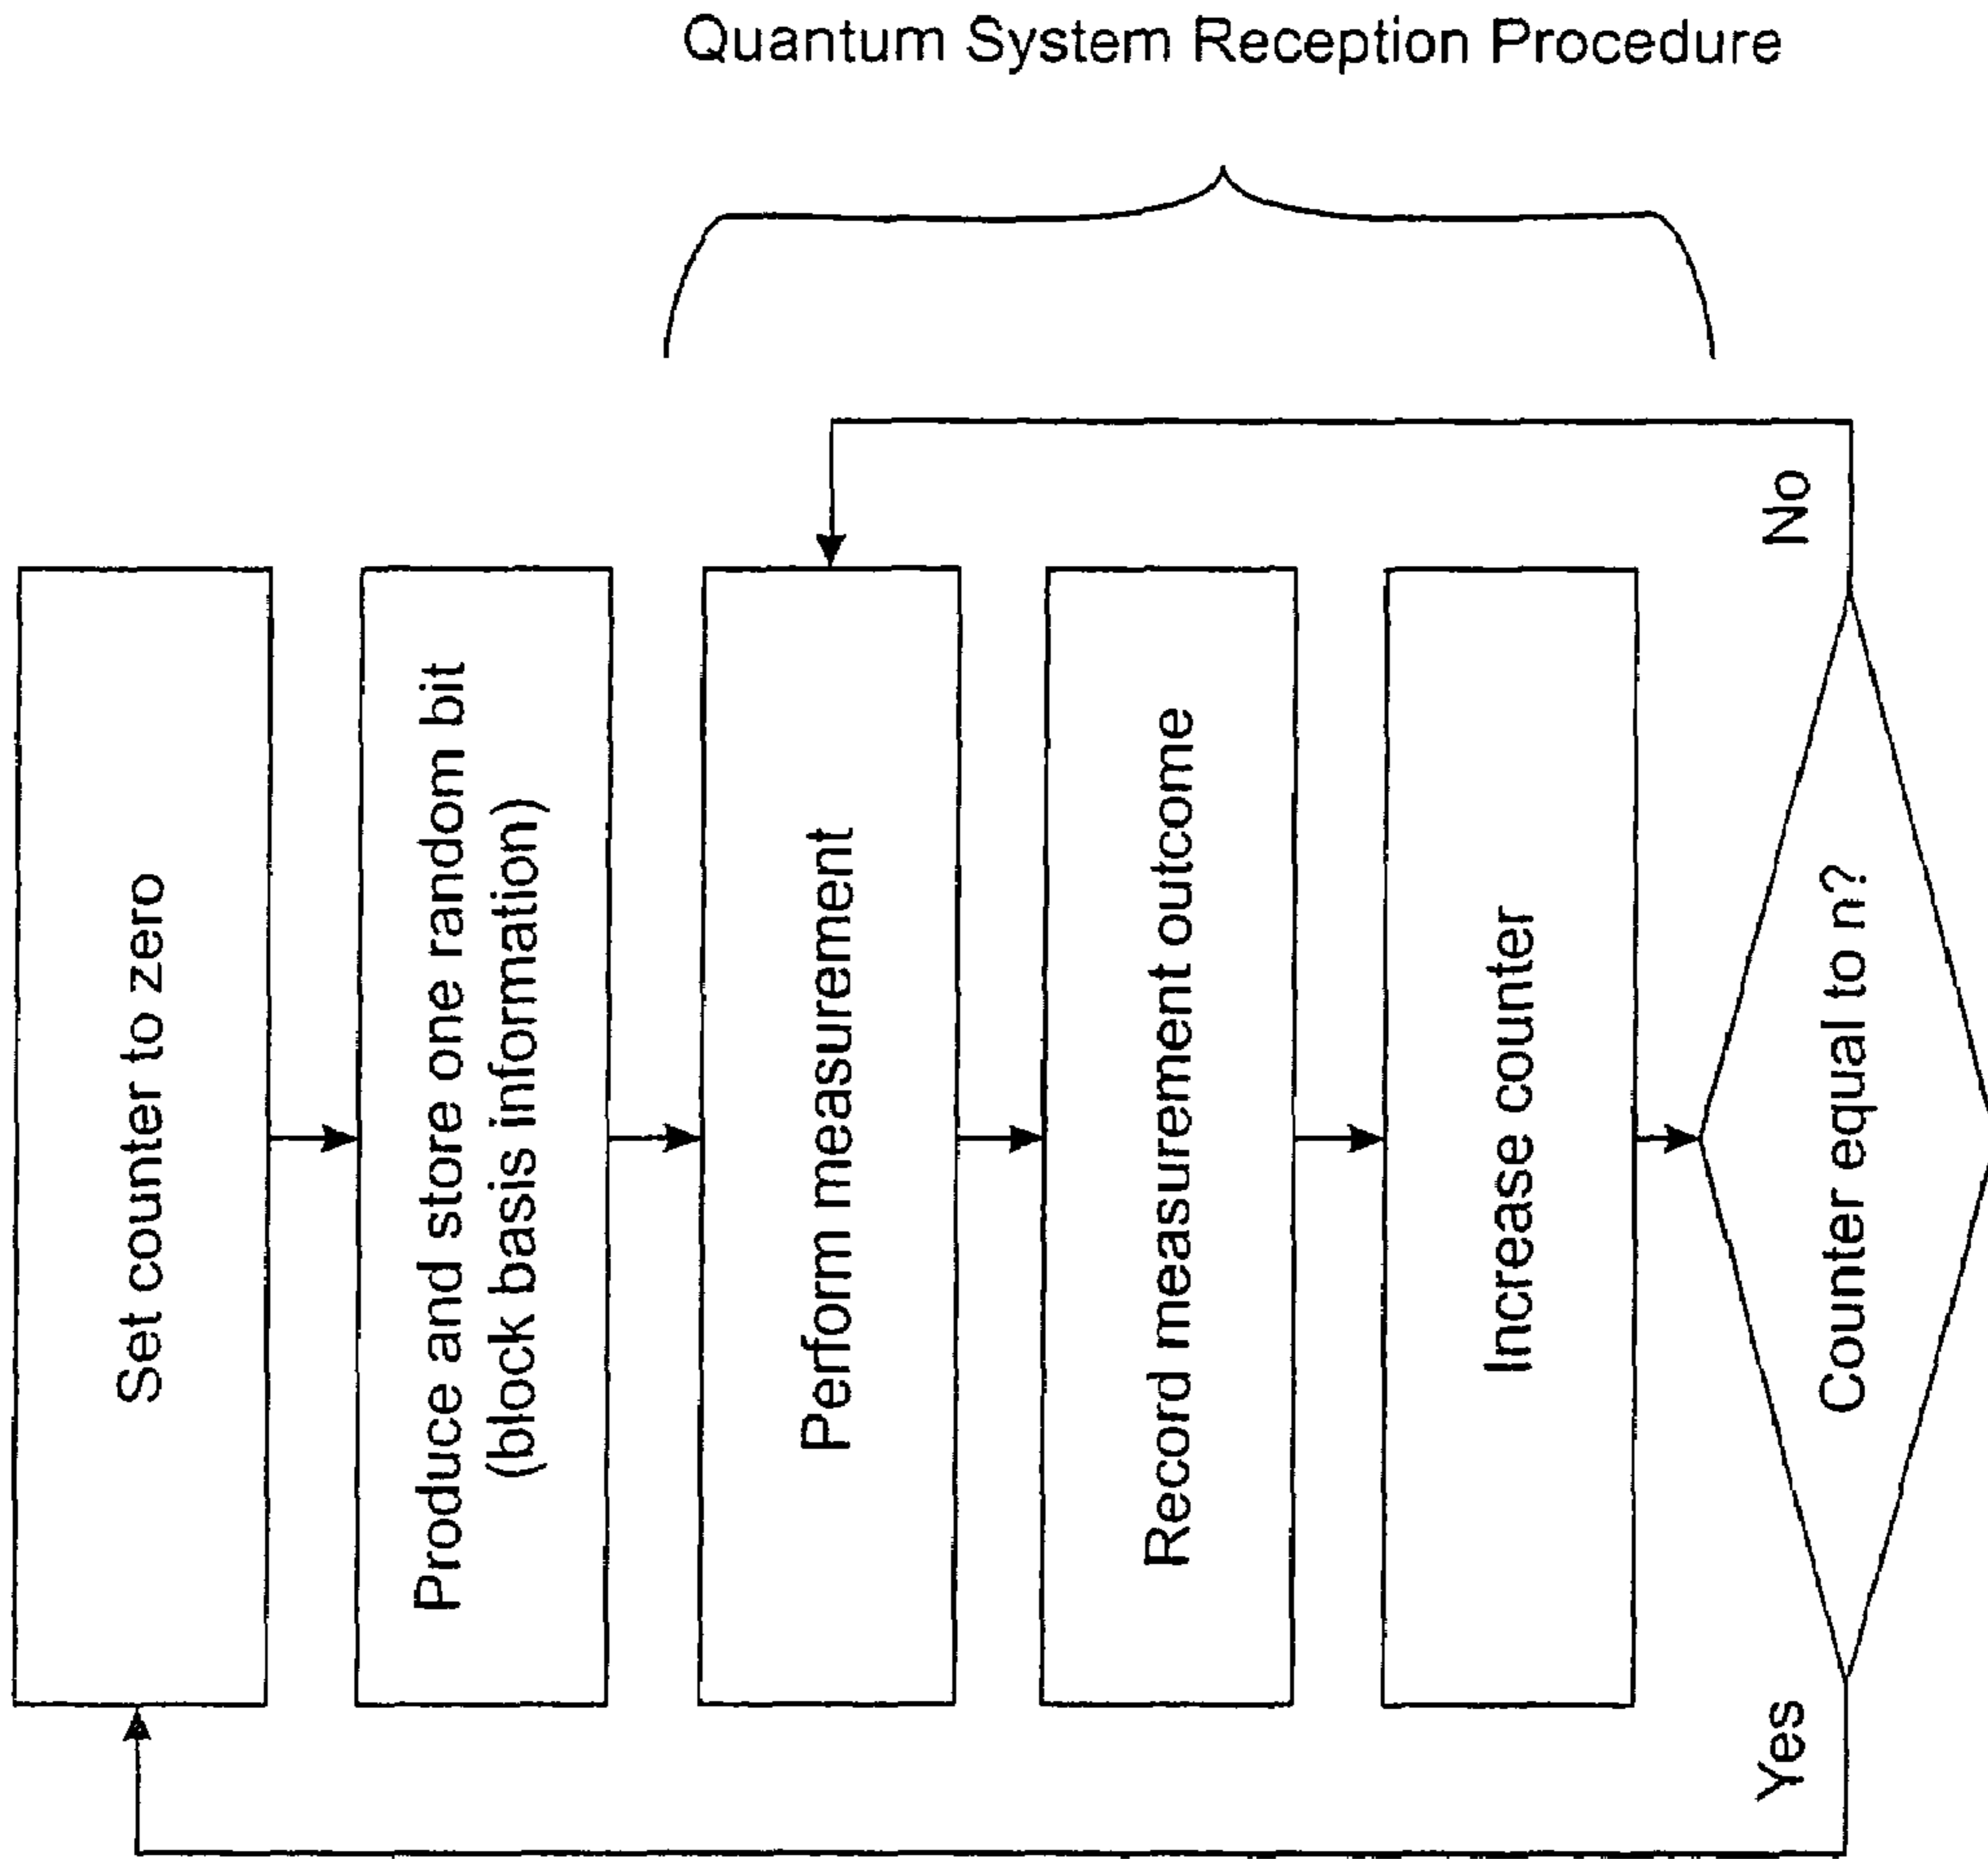 Quantum System Reception Procedure
Set counter to zero
Produce and store one random bit
(block basis information)
Perform measurement
Record measurement outcome
Increase counter
Counter equal to n?
No
Yes